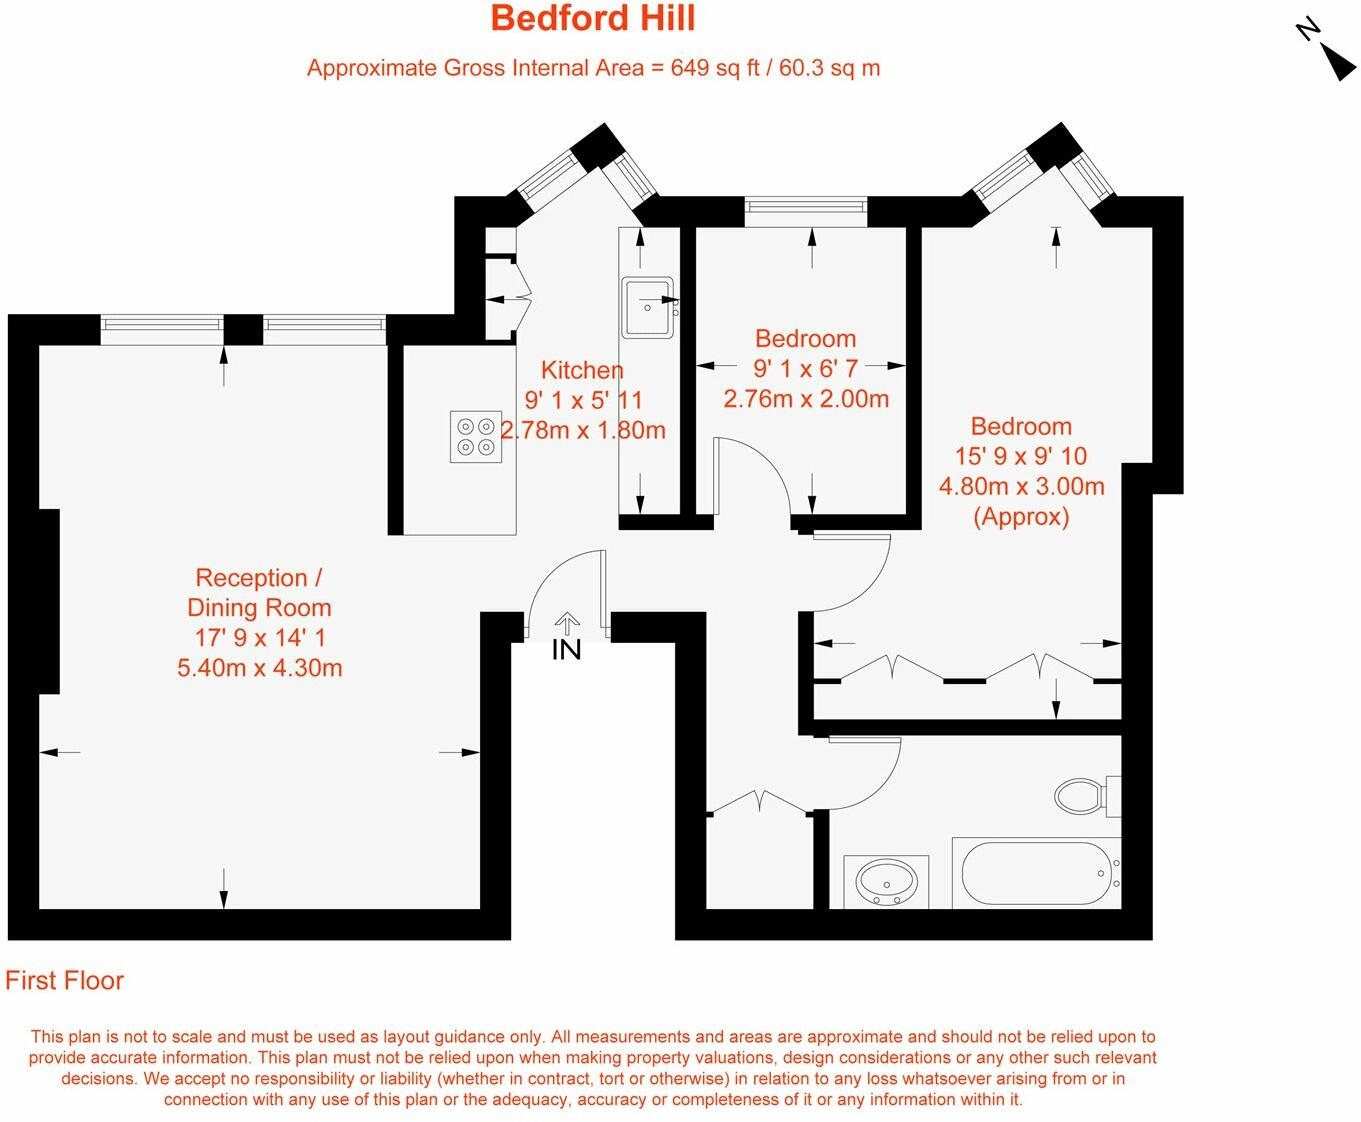 Bedford Hill
Approximate Gross Internal Area = 649 sq ft / 60.3 sq m
N
Kitchen
9' 1 x 5' 11
2.78m x 1.80m
Bedroom
9' 1 x 6' 7
2.76m x 2.00m
Bedroom
15' 9 x 9' 10
4.80m x 3.00m
(Approx)
Reception /
Dining Room
17' 9 x 14' 1
5.40m x 4.30m
IN
First Floor
This plan is not to scale and must be used as layout guidance only. All measurements and areas are approximate and should not be relied upon to
provide accurate information. This plan must not be relied upon when making property valuations, design considerations or any other such relevant
decisions. We accept no responsibility or liability (whether in contract, tort or otherwise) in relation to any loss whatsoever arising from or in
connection with any use of this plan or the adequacy, accuracy or completeness of it or any information within it.